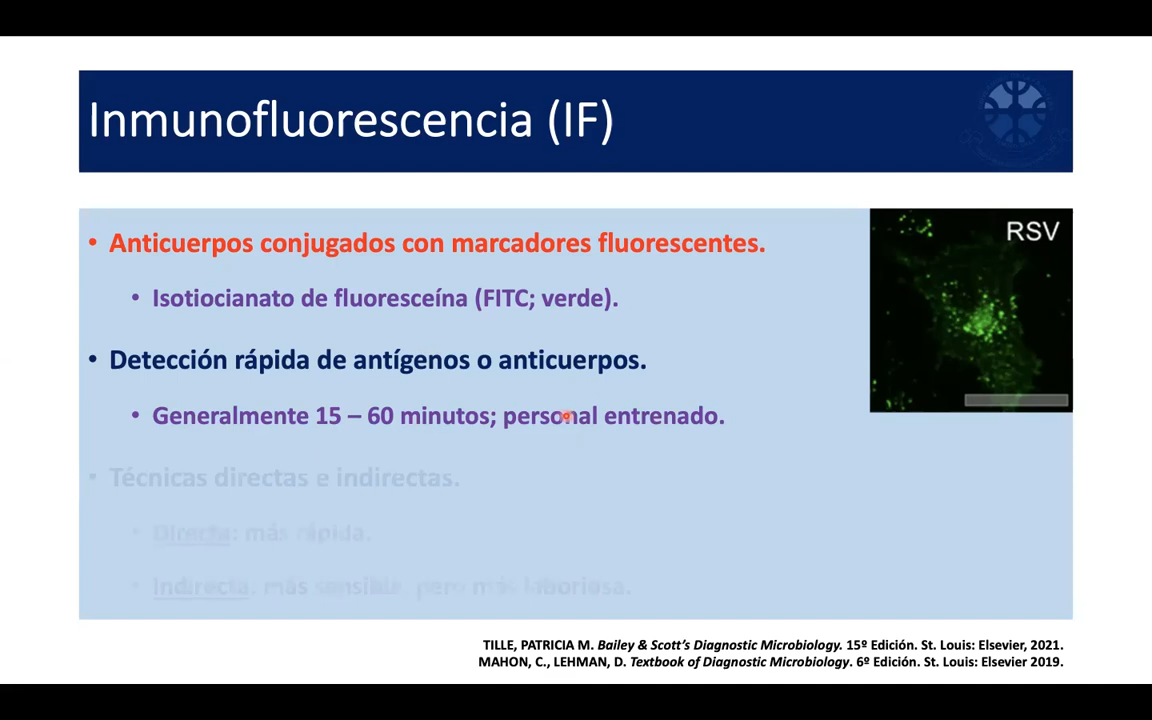 Inmunofluorescencia (IF)
• Anticuerpos conjugados con marcadores fluorescentes.
• Isotiocianato de fluoresceína (FITC; verde).
• Detección rápida de antígenos o anticuerpos.
• Generalmente 15 – 60 minutos; personal entrenado.
• Técnicas directas e indirectas.
• Directa: más rápida.
• Indirecta: más sensible, pero más laboriosa.
RSV
TILLE, PATRICIA M. Bailey & Scott's Diagnostic Microbiology. 15º Edición. St. Louis: Elsevier, 2021.
MAHON, C., LEHMAN, D. Textbook of Diagnostic Microbiology. 6º Edición. St. Louis: Elsevier 2019.